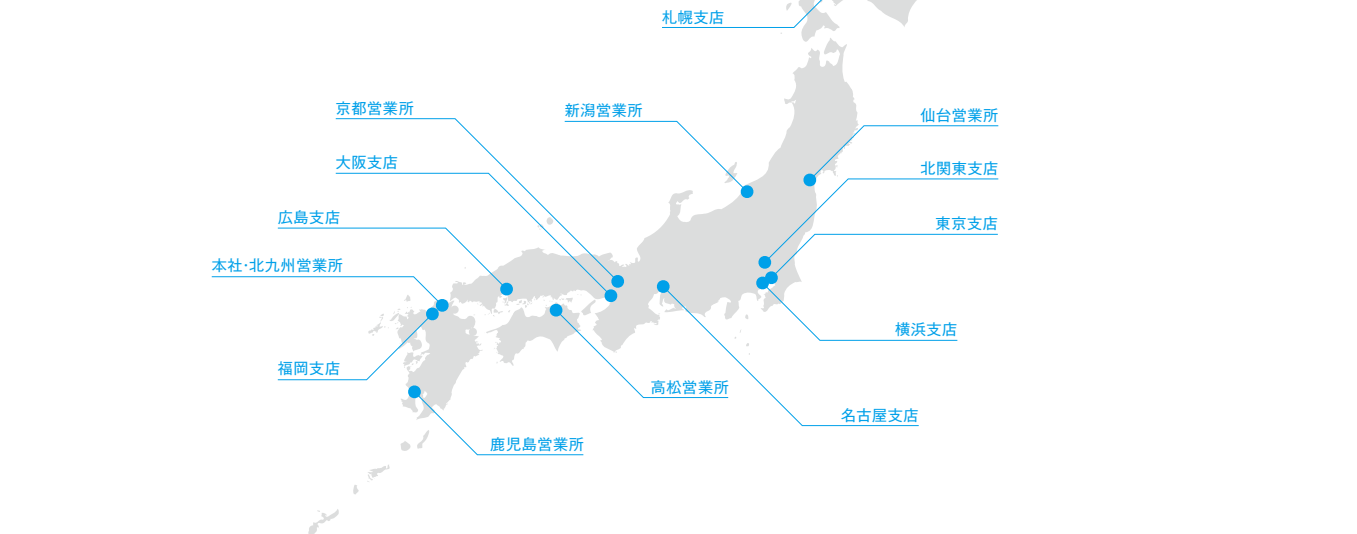 札幌支店
京都営業所
新潟営業所
仙台営業所
大阪支店
北関東支店
広島支店
東京支店
本社・北九州営業所
横浜支店
福岡支店
高松営業所
名古屋支店
鹿児島営業所